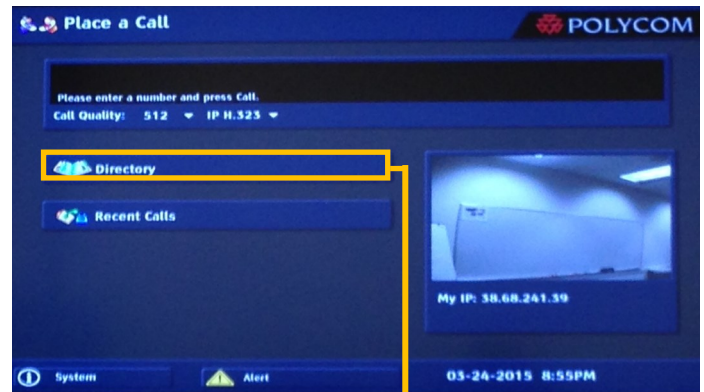 Place a Call
POLYCOM
Please enter a number and press Call.
Call Quality: 512 IP H.323
Directory
Recent Calls
My IP: 38.68.241.39
System
Alert
03-24-2015 8:55PM